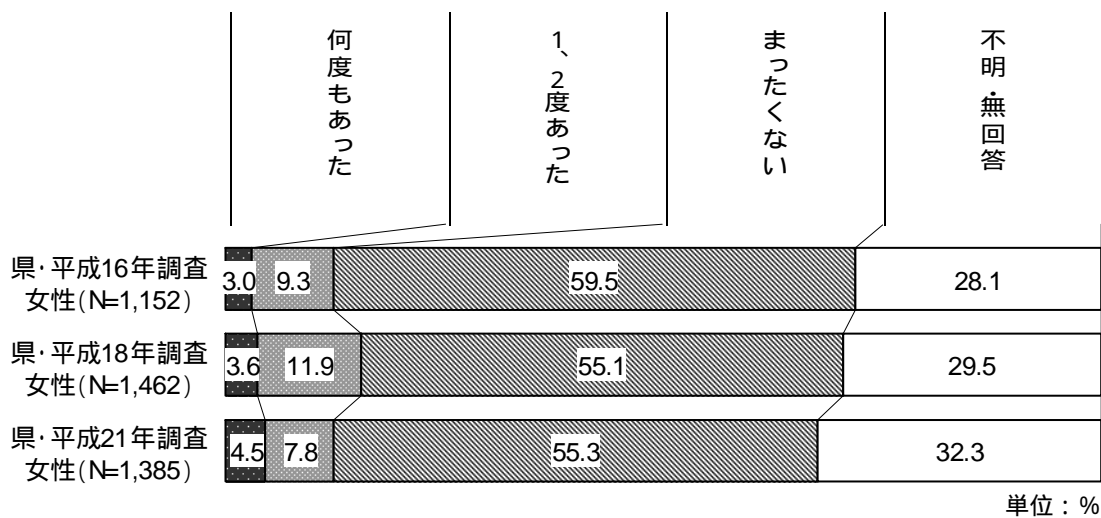 何度もあった
1、2度あった
まったくない
不明・無回答
県・平成16年調査
女性(N=1,152)
3.0 9.3 59.5 28.1
県・平成18年調査
女性(N=1,462)
3.6 11.9 55.1 29.5
県・平成21年調査
女性(N=1,385)
4.5 7.8 55.3 32.3
単位：%